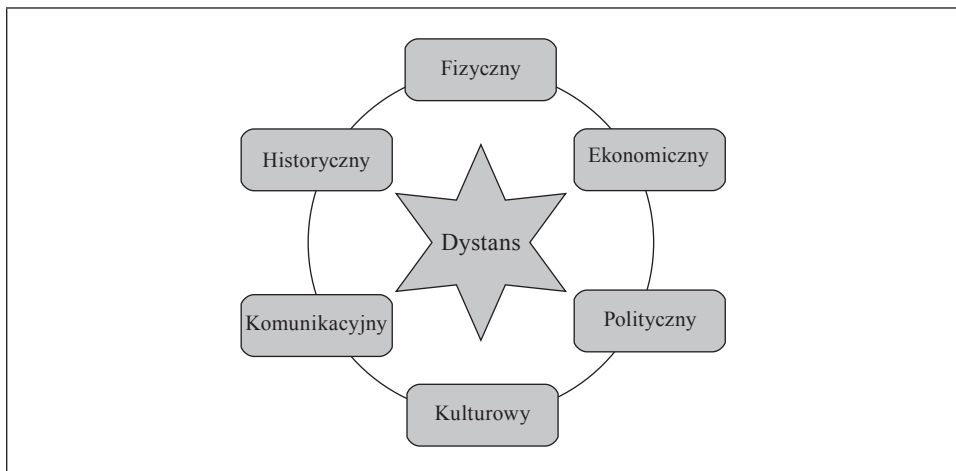 Fizyczny
Historyczny
Ekonomiczny
Dystans
Komunikacyjny
Polityczny
Kulturowy